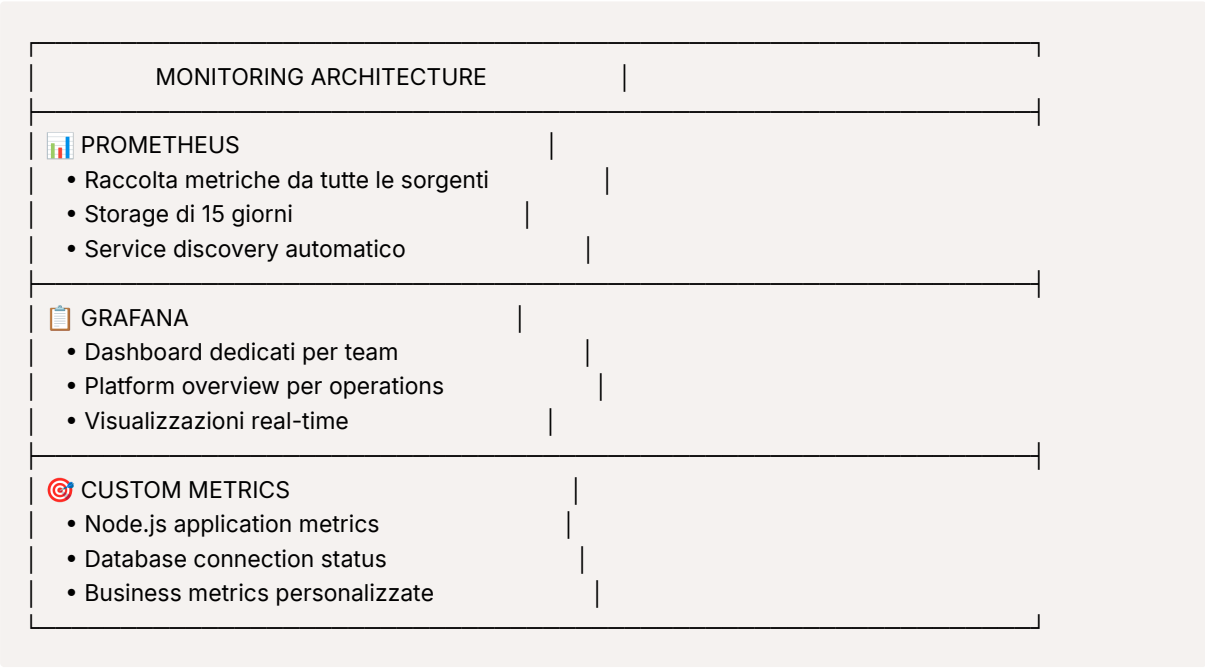 MONITORING ARCHITECTURE
📊 PROMETHEUS
• Raccolta metriche da tutte le sorgenti
• Storage di 15 giorni
• Service discovery automatico
📋 GRAFANA
• Dashboard dedicati per team
• Platform overview per operations
• Visualizzazioni real-time
🎯 CUSTOM METRICS
• Node.js application metrics
• Database connection status
• Business metrics personalizzate